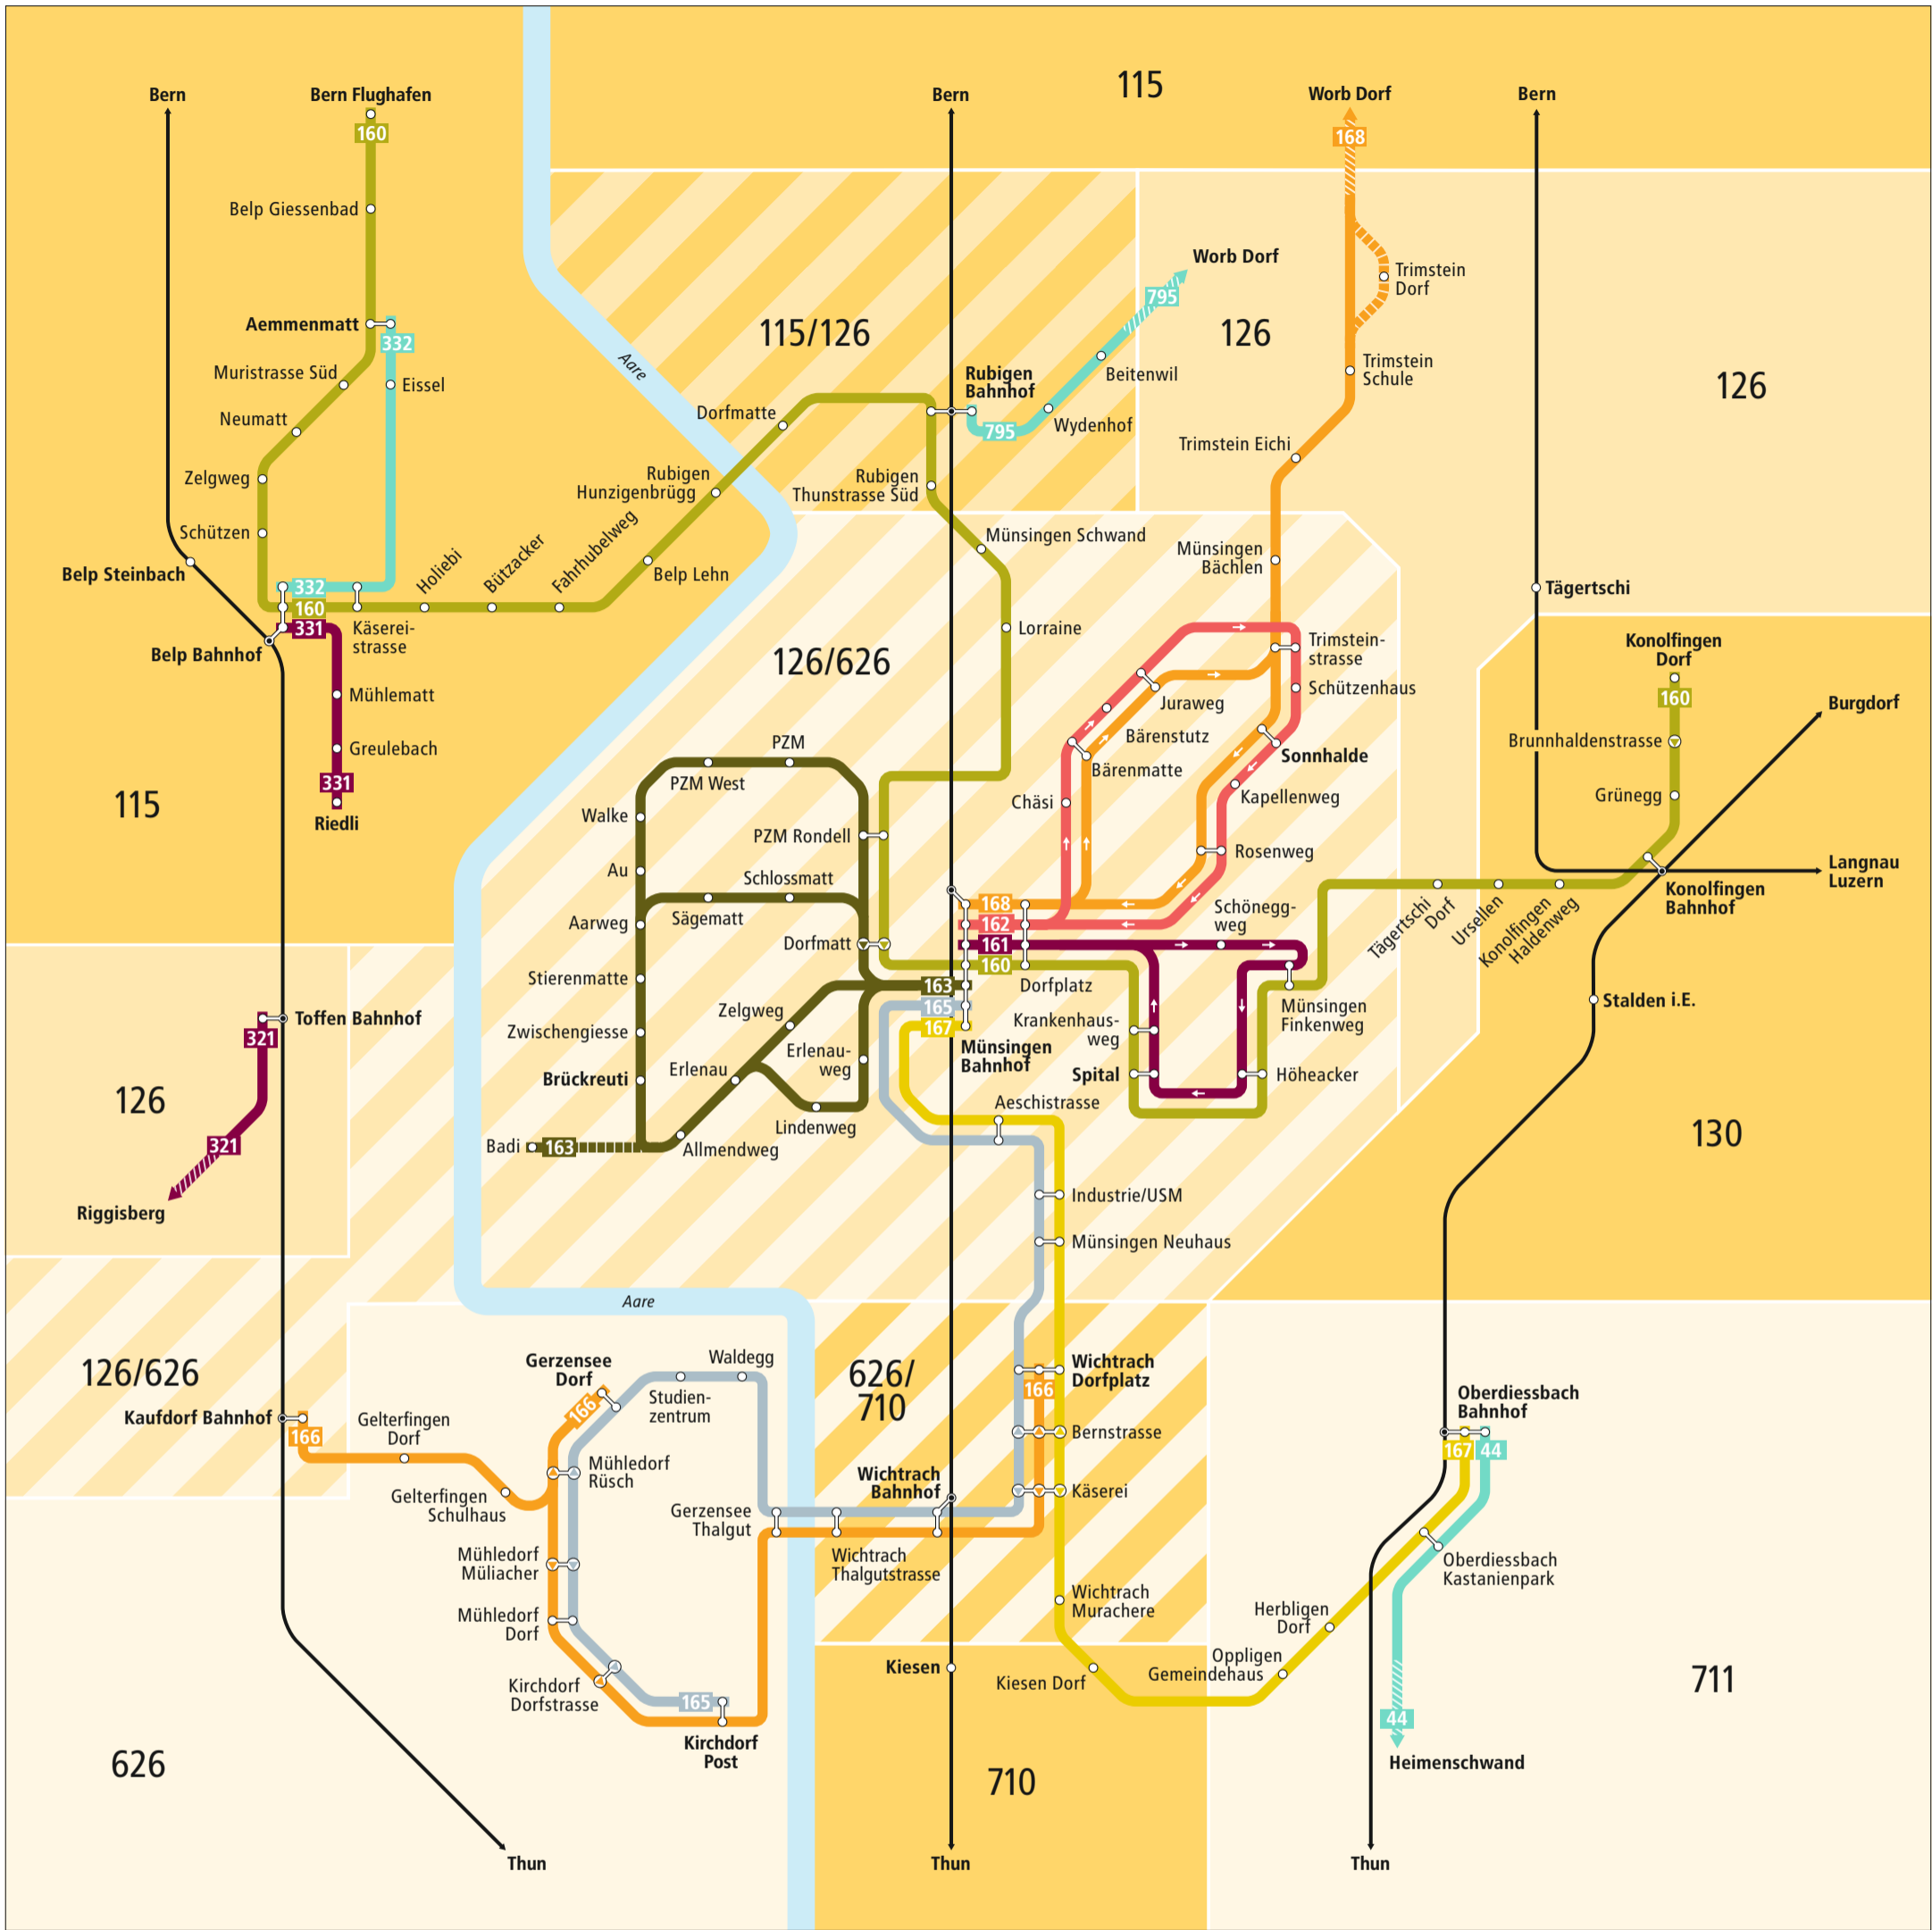 115
Bern
Bern Flughafen
Bern
Worb Dorf
Bern
160
168
Belp Giessenbad
Worb Dorf
Trimstein
Dorf
795
Aemmenmatt
332
115/126
126
Muristrasse Süd
Eissel
Aare
Rubigen
Bahnhof
Beitenwil
Trimstein
Schule
126
Neumatt
Dorfmatte
795
Wydenhof
Trimstein Eichi
Zelgweg
Rubigen
Hunzigenbrügg
Rubigen
Thunstrasse Süd
Schützen
Münsingen Schwand
Münsingen
Bächlen
Belp Steinbach
Holiebi
Bützacker
Fahrhubelweg
Belp Lehn
Tägertschi
332
160
331
Käserei-
strasse
Belp Bahnhof
Lorraine
126/626
Trimstein-
strasse
Konolfingen
Dorf
160
Mühlematt
Schützenhaus
Juraweg
Burgdorf
Greulebach
PZM
Bärenstutz
Brunnhaldenstrasse
331
PZM West
Bärenmatte
Sonnhalde
115
Riedli
Walke
Chäsi
Kapellenweg
Grünegg
PZM Rondell
Rosenweg
Au
Schlossmatt
Langnau
Luzern
Konolfingen
Bahnhof
168
Sägematt
Schönegg-
weg
Aarweg
162
Tägertschi
Dorf
Ursellen
Konolfingen
Haldenweg
Dorfmatt
161
160
Stierenmatte
163
Dorfplatz
Münsingen
Finkenweg
Stalden i.E.
165
Toffen Bahnhof
Zelgweg
Zwischengiesse
167
Krankenhaus-
weg
321
Münsingen
Bahnhof
Erlenau-
weg
Erlenau
Brückreuti
Spital
Höheacker
126
Aeschistrasse
Lindenweg
321
Badi
163
Allmendweg
130
Riggisberg
Industrie/USM
Münsingen Neuhaus
Aare
126/626
Gerzensee
Dorf
Waldegg
626/
710
Wichtrach
Dorfplatz
Studien-
zentrum
166
166
Oberdiessbach
Bahnhof
Kaufdorf Bahnhof
166
Gelterfingen
Dorf
Bernstrasse
167
44
Mühledorf
Rüsch
Wichtrach
Bahnhof
Käserei
Gelterfingen
Schulhaus
Gerzensee
Thalgut
Mühledorf
Müliacher
Wichtrach
Thalgutstrasse
Oberdiessbach
Kastanienpark
Wichtrach
Murachere
Mühledorf
Dorf
Herbligen
Dorf
Kiesen
Kiesen Dorf
Oppligen
Gemeindehaus
Kirchdorf
Dorfstrasse
165
711
44
Kirchdorf
Post
626
710
Heimenschwand
Thun
Thun
Thun